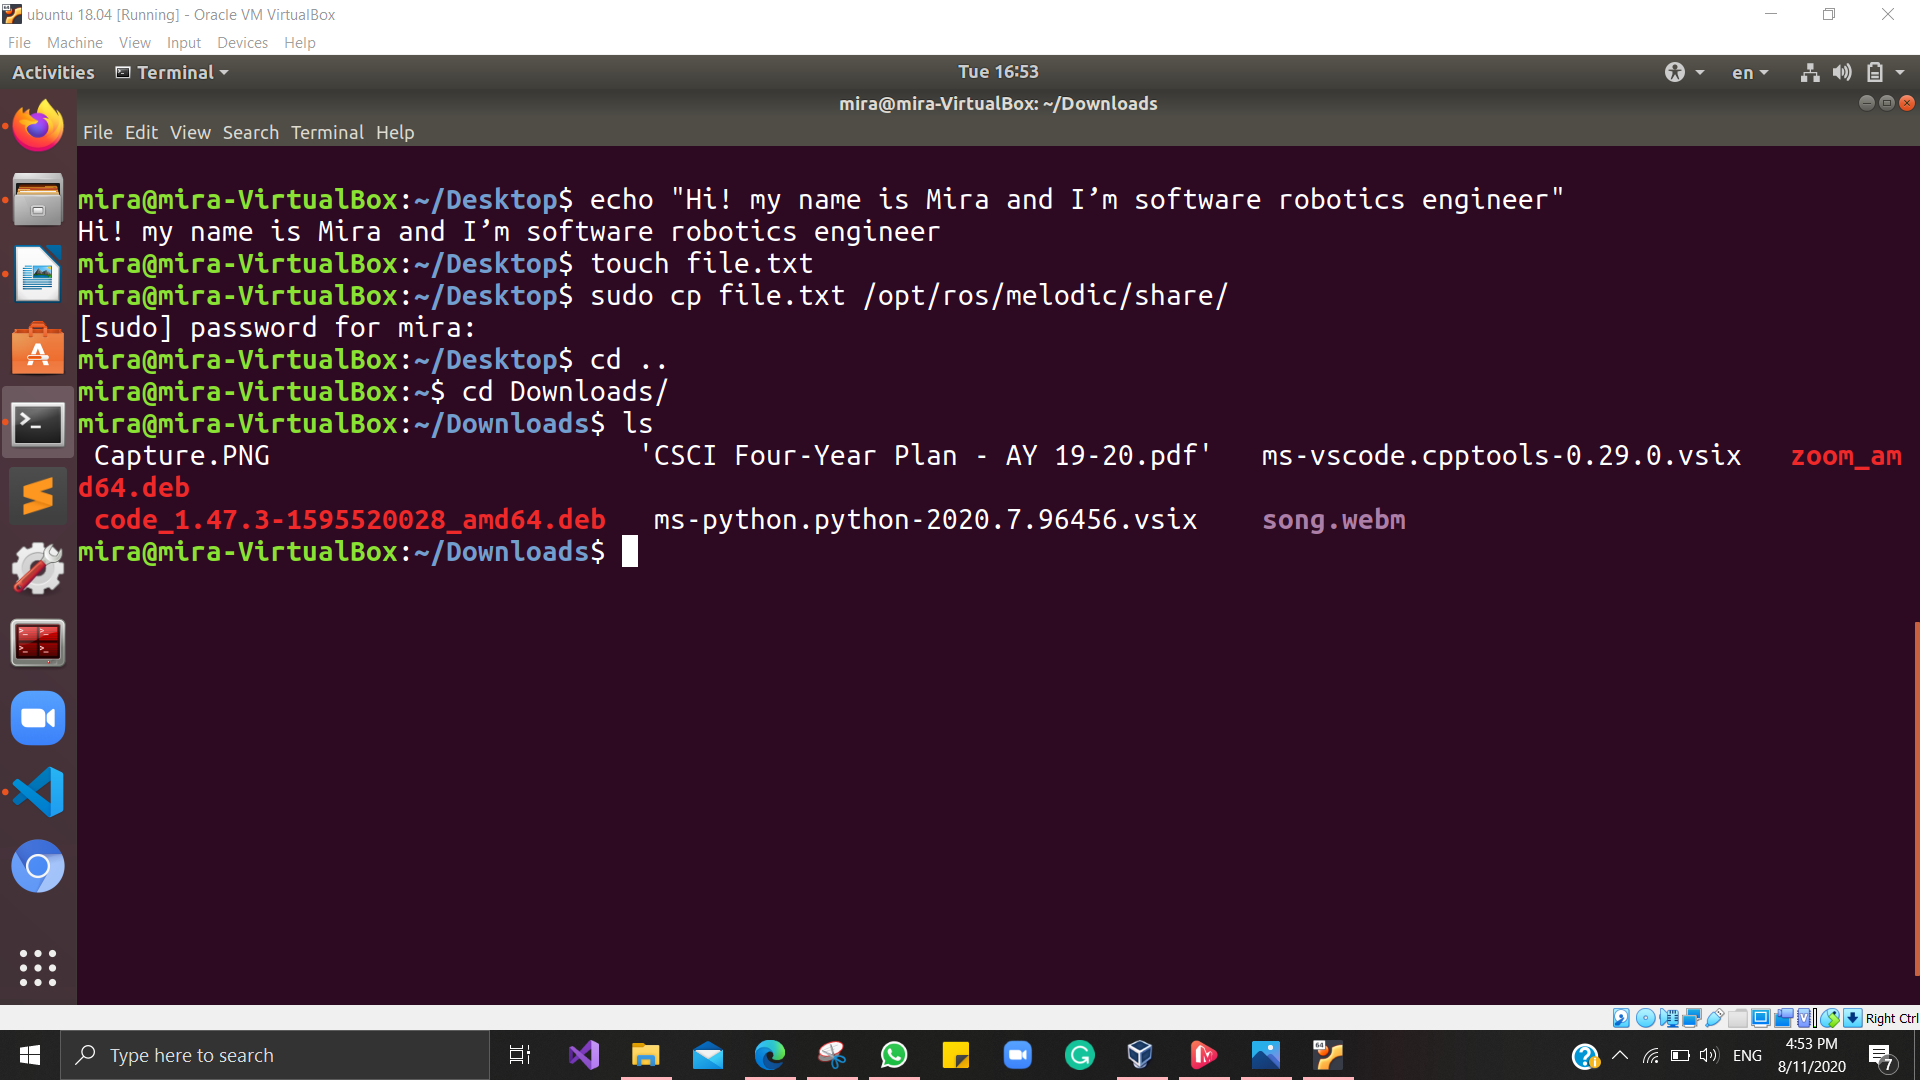 ubuntu 18.04 [Running] - Oracle VM VirtualBox
File Machine View Input Devices Help
Activities Terminal Tue 16:53 en
mira@mira-VirtualBox: ~/Downloads
File Edit View Search Terminal Help
mira@mira-VirtualBox:~/Desktop$ echo "Hi! my name is Mira and I’m software robotics engineer"
Hi! my name is Mira and I’m software robotics engineer
mira@mira-VirtualBox:~/Desktop$ touch file.txt
mira@mira-VirtualBox:~/Desktop$ sudo cp file.txt /opt/ros/melodic/share/
[sudo] password for mira:
mira@mira-VirtualBox:~/Desktop$ cd ..
mira@mira-VirtualBox:~$ cd Downloads/
mira@mira-VirtualBox:~/Downloads$ ls
Capture.PNG 'CSCI Four-Year Plan - AY 19-20.pdf' ms-vscode.cpptools-0.29.0.vsix zoom_am
d64.deb
code_1.47.3-1595520028_amd64.deb ms-python.python-2020.7.96456.vsix song.webm
mira@mira-VirtualBox:~/Downloads$
Right Ctrl
Type here to search
ENG
4:53 PM
8/11/2020
7